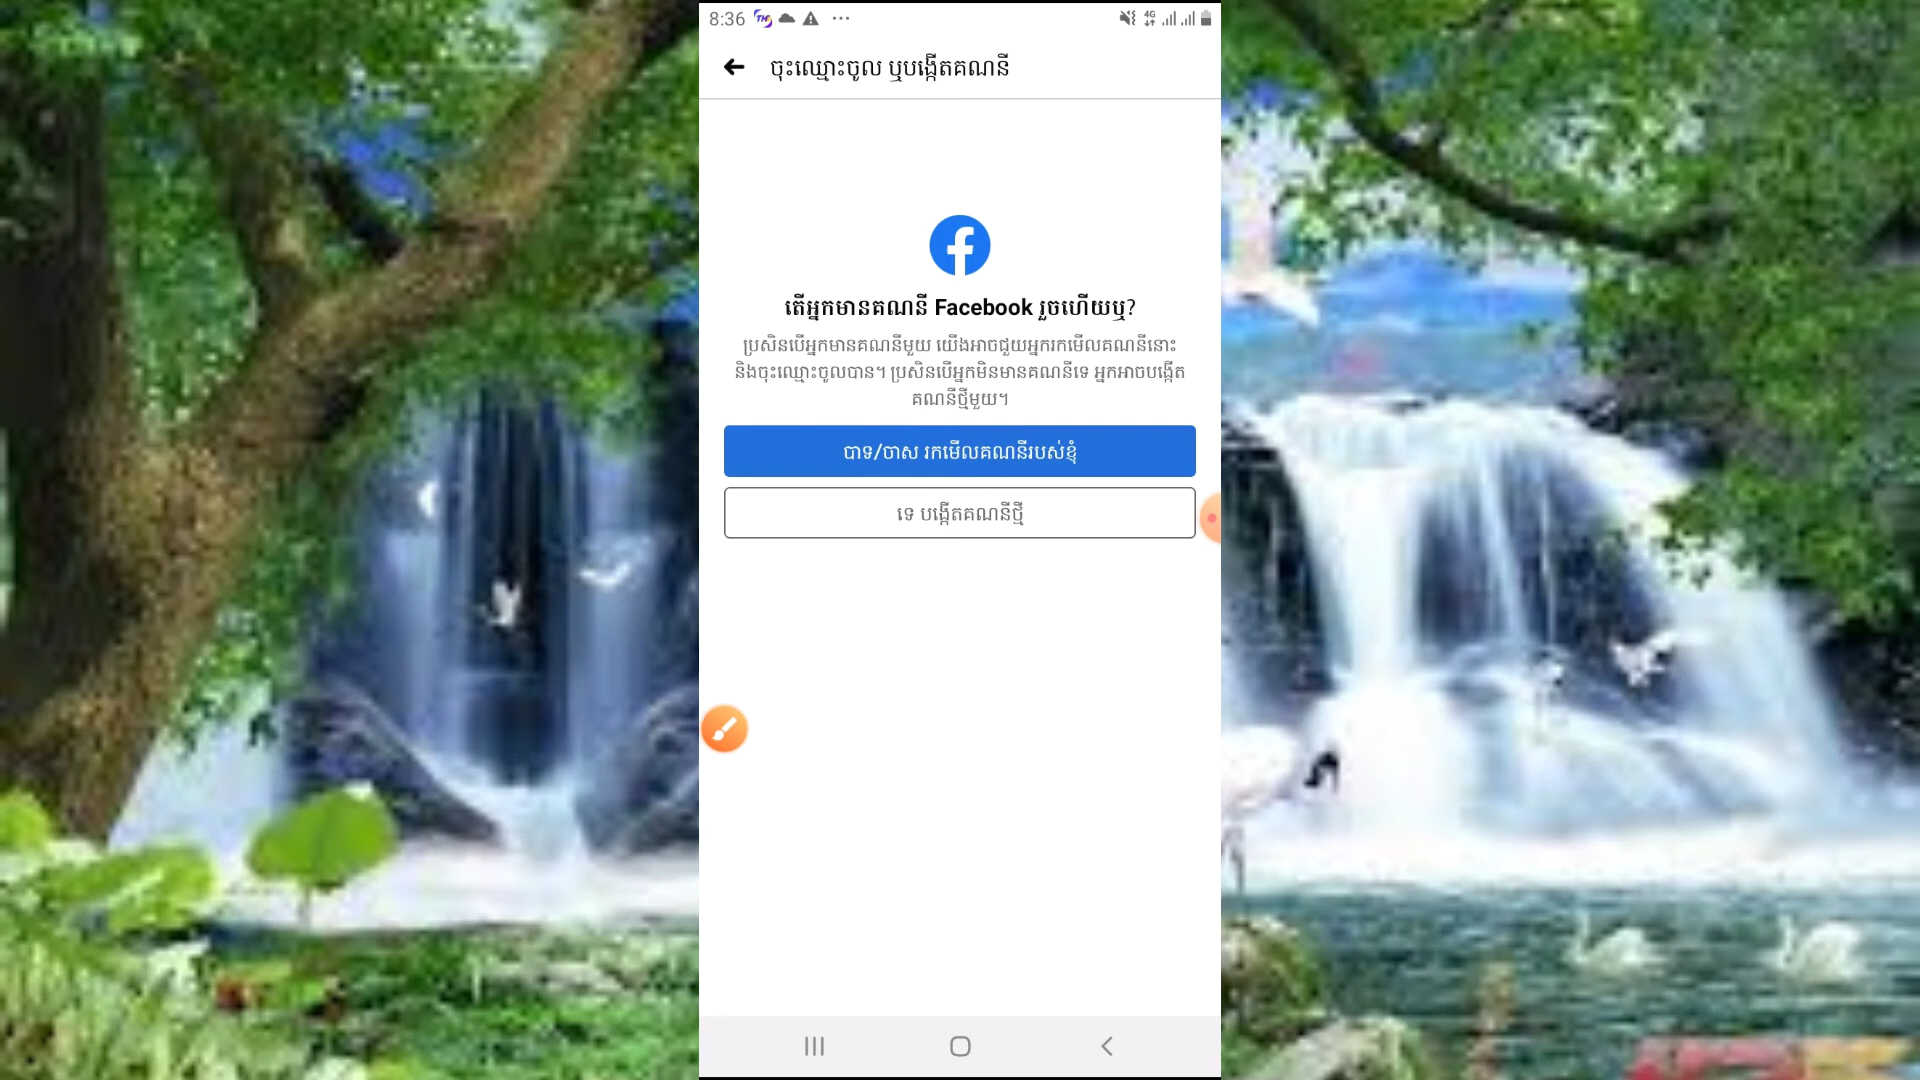 8:36
4G
ចុះឈ្មោះចូល ឬបង្កើតគណនី
តើអ្នកមានគណនី Facebook រួចហើយឬ?
ប្រសិនបើអ្នកមានគណនីមួយ យើងអាចជួយអ្នករកមើលគណនីនោះ
និងចុះឈ្មោះចូលបាន។ ប្រសិនបើអ្នកមិនមានគណនីទេ អ្នកអាចបង្កើត
គណនីថ្មីមួយ។
បាទ/ចាស រកមើលគណនីរបស់ខ្ញុំ
ទេ បង្កើតគណនីថ្មី